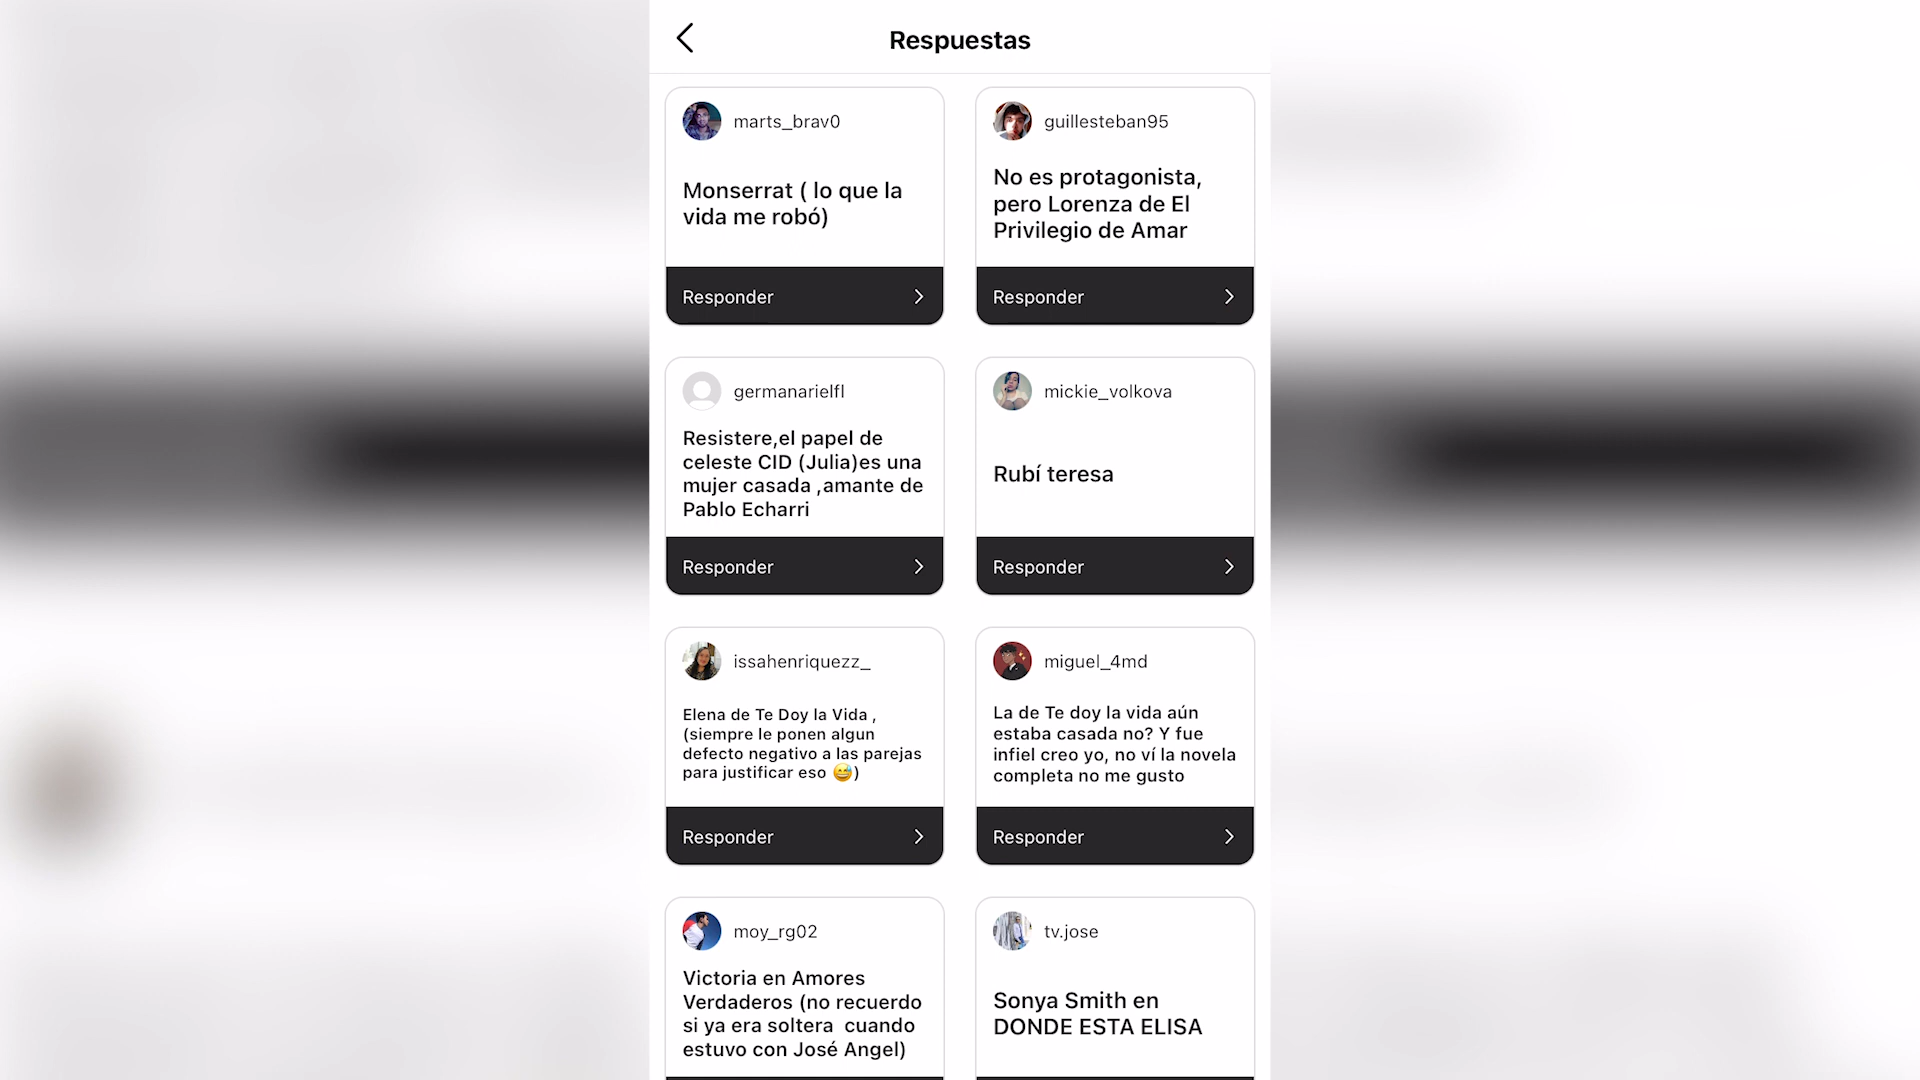 Respuestas
marts_brav0
Monserrat ( lo que la
vida me robó)
Responder
guillesteban95
No es protagonista,
pero Lorenza de El
Privilegio de Amar
Responder
germanarielfl
Resistere,el papel de
celeste CID (Julia)es una
mujer casada ,amante de
Pablo Echarri
Responder
mickie_volkova
Rubí teresa
Responder
issahenriquezz_
Elena de Te Doy la Vida ,
(siempre le ponen algun
defecto negativo a las parejas
para justificar eso 😅)
Responder
miguel_4md
La de Te doy la vida aún
estaba casada no? Y fue
infiel creo yo, no ví la novela
completa no me gusto
Responder
moy_rg02
Victoria en Amores
Verdaderos (no recuerdo
si ya era soltera  cuando
estuvo con José Angel)
tv.jose
Sonya Smith en
DONDE ESTA ELISA